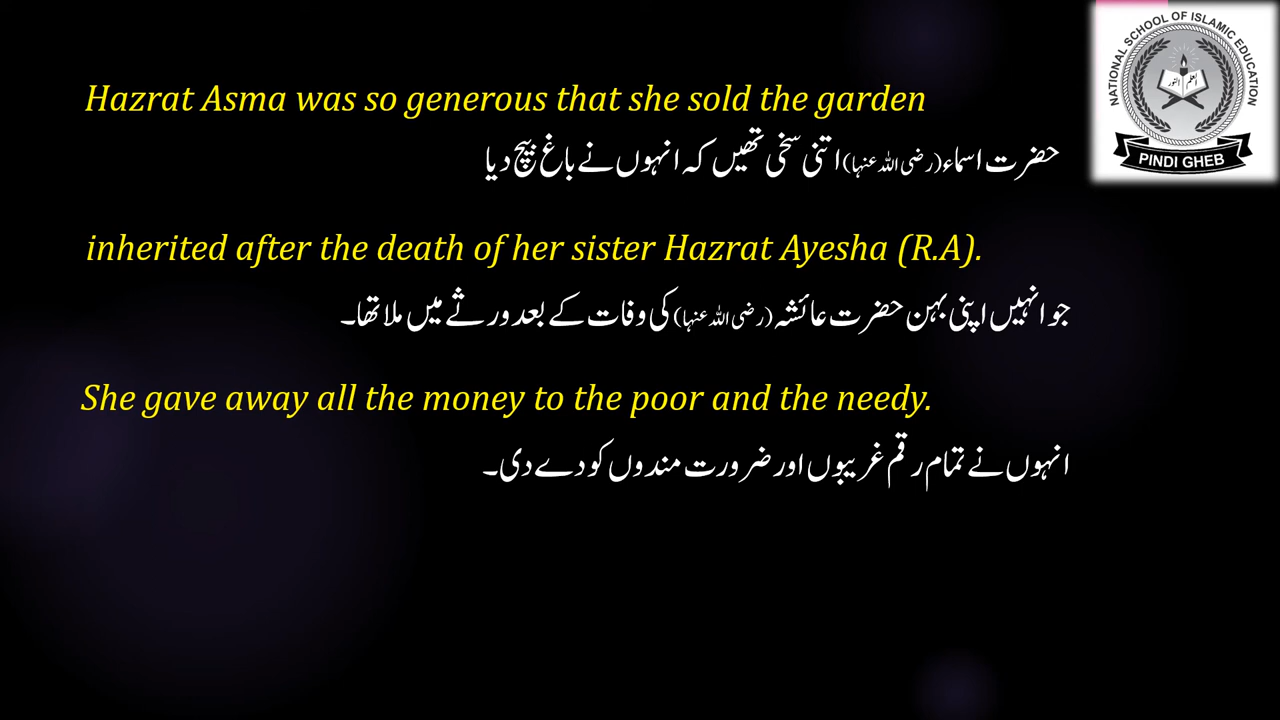 NATIONAL SCHOOL OF ISLAMIC EDUCATION
PINDI GHEB
Hazrat Asma was so generous that she sold the garden
حضرت اسماء (رضی اللہ عنہا) اتنی سخی تھیں کہ انہوں نے باغ بیچ دیا
inherited after the death of her sister Hazrat Ayesha (R.A).
جو انہیں اپنی بہن حضرت عائشہ (رضی اللہ عنہا) کی وفات کے بعد ورثے میں ملا تھا۔
She gave away all the money to the poor and the needy.
انہوں نے تمام رقم غریبوں اور ضرورت مندوں کو دے دی۔